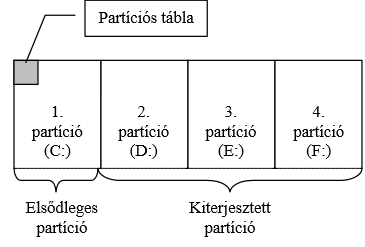 Partíciós tábla
1. partíció (C:)
2. partíció (D:)
3. partíció (E:)
4. partíció (F:)
Elsődleges partíció
Kiterjesztett partíció